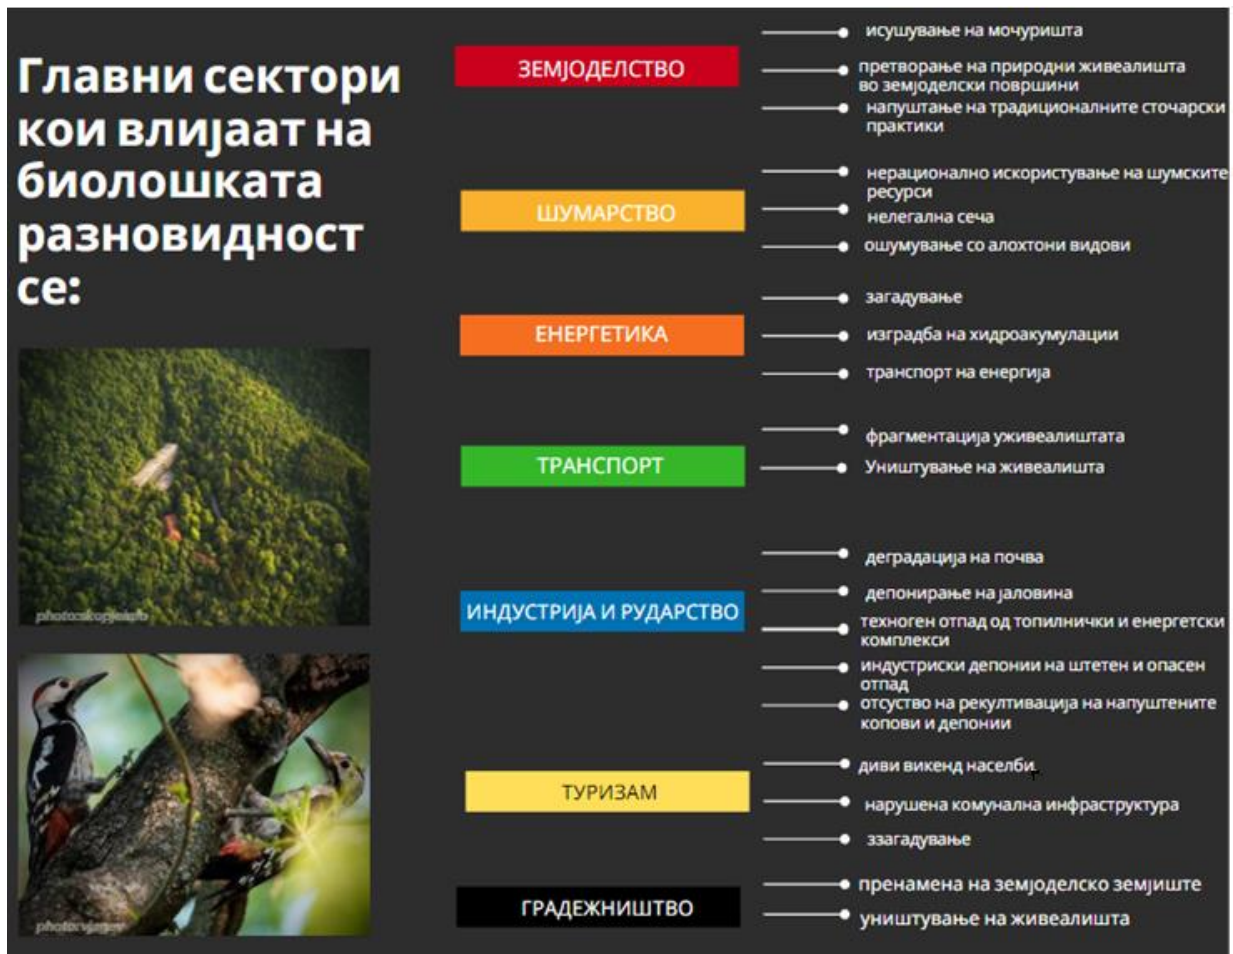 Главни сектори
кои влијаат на
биолошката
разновидност
се:
ЗЕМЈОДЕЛСТВО
исушување на мочуришта
претворање на природни живеалишта
во земјоделски површини
напуштање на традиционалните сточарски
практики
ШУМАРСТВО
нерационално искористување на шумските
ресурси
нелегална сеча
ошумување со алохтони видови
ЕНЕРГЕТИКА
загадување
изградба на хидроакумулации
транспорт на енергија
ТРАНСПОРТ
фрагментација уживеалиштата
Уништување на живеалишта
ИНДУСТРИЈА И РУДАРСТВО
деградација на почва
депонирање на јаловина
техноген отпад од топилнички и енергетски
комплекси
индустриски депонии на штетен и опасен
отпад
отсуство на рекултивација на напуштените
копови и депонии
ТУРИЗАМ
диви викенд населби
нарушена комунална инфраструктура
ззагадување
ГРАДЕЖНИШТВО
пренамена на земјоделско земјиште
уништување на живеалишта